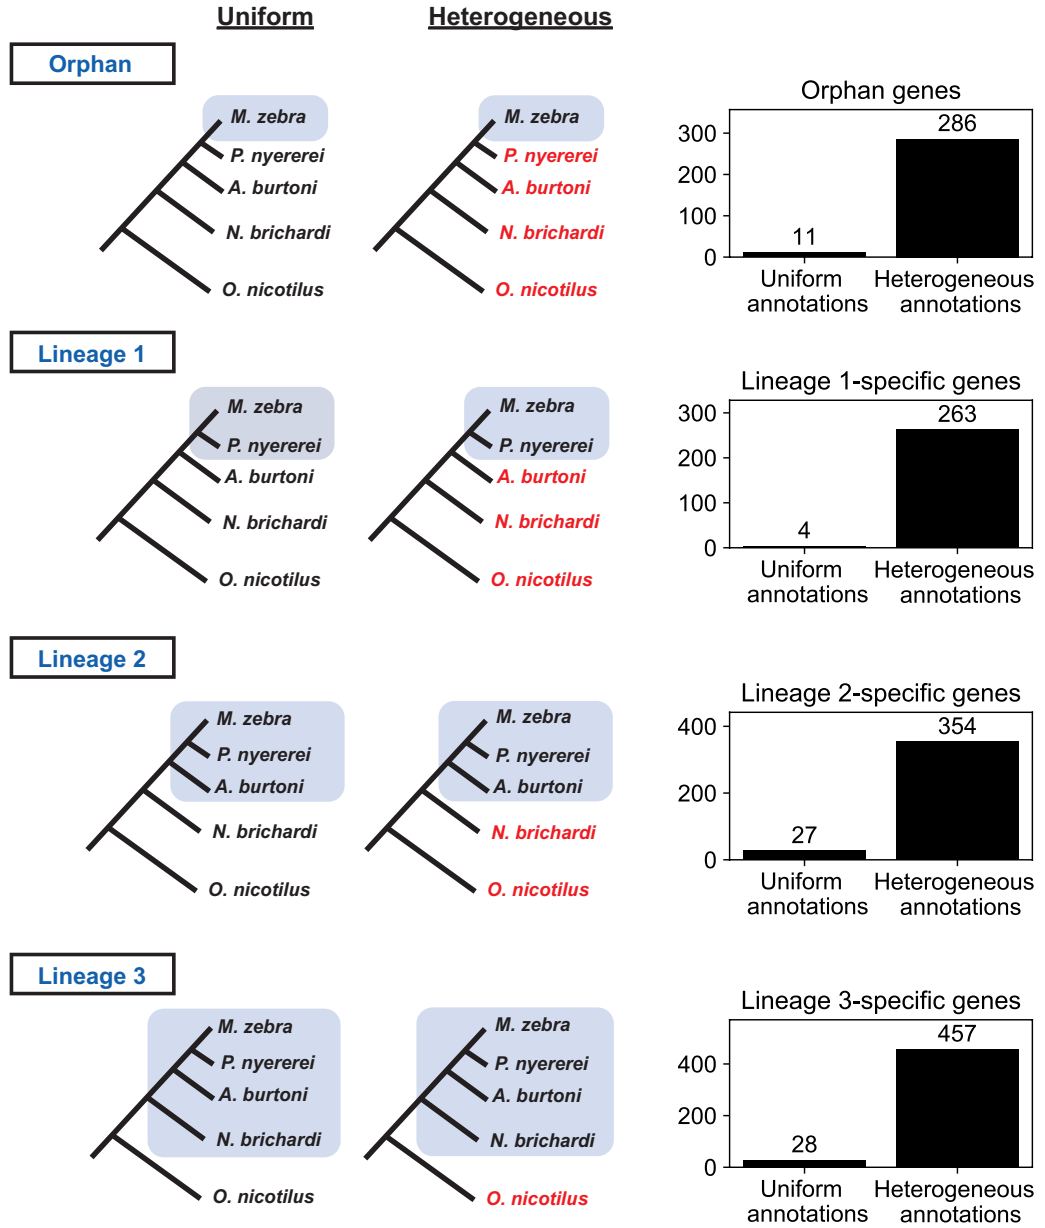 Uniform
Heterogeneous
Orphan
M. zebra
P. nyererei
A. burtoni
N. brichardi
O. nicotilus
M. zebra
P. nyererei
A. burtoni
N. brichardi
O. nicotilus
Orphan genes
300
200
100
0
11
286
Uniform
annotations
Heterogeneous
annotations
Lineage 1
M. zebra
P. nyererei
A. burtoni
N. brichardi
O. nicotilus
M. zebra
P. nyererei
A. burtoni
N. brichardi
O. nicotilus
Lineage 1-specific genes
300
200
100
0
4
263
Uniform
annotations
Heterogeneous
annotations
Lineage 2
M. zebra
P. nyererei
A. burtoni
N. brichardi
O. nicotilus
M. zebra
P. nyererei
A. burtoni
N. brichardi
O. nicotilus
Lineage 2-specific genes
400
200
0
27
354
Uniform
annotations
Heterogeneous
annotations
Lineage 3
M. zebra
P. nyererei
A. burtoni
N. brichardi
O. nicotilus
M. zebra
P. nyererei
A. burtoni
N. brichardi
O. nicotilus
Lineage 3-specific genes
400
200
0
28
457
Uniform
annotations
Heterogeneous
annotations